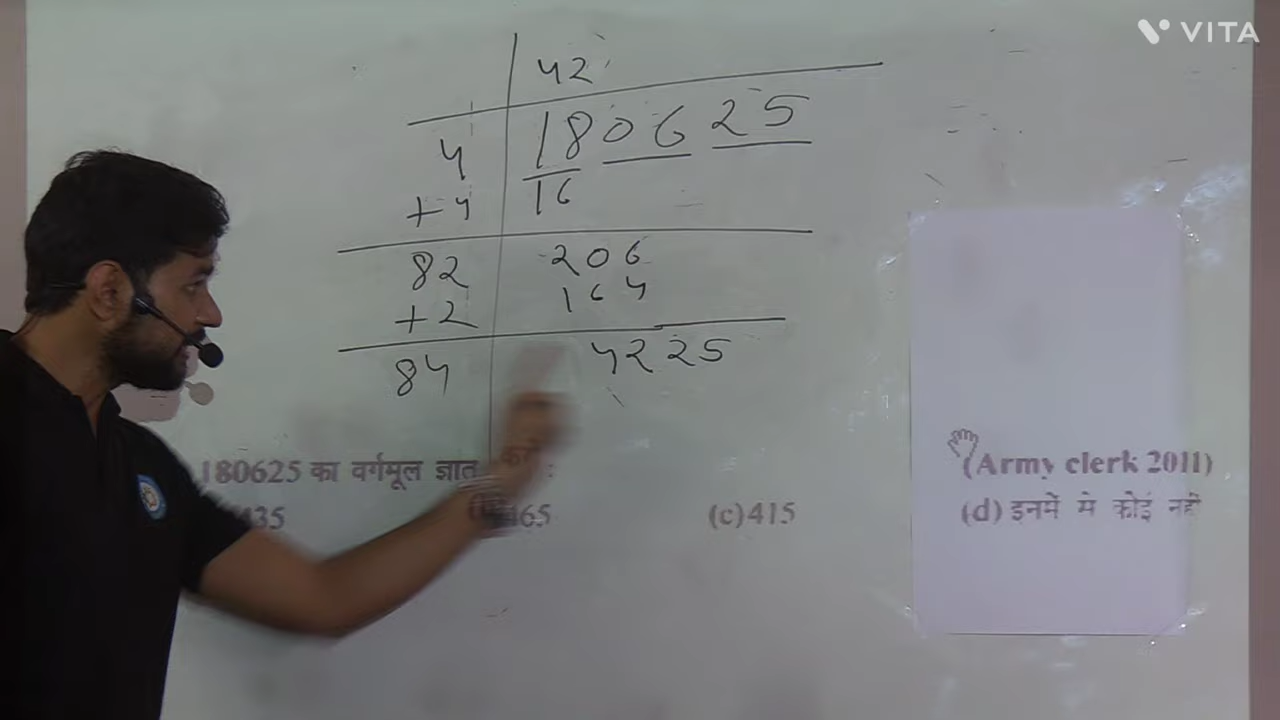 VITA
42
4 180625
+4 16
82 206
+2 164
84 4225
180625 का वर्गमूल ज्ञात :
435 465 (c) 415
(Army clerk 2011)
(d) इनमें से कोई नहीं